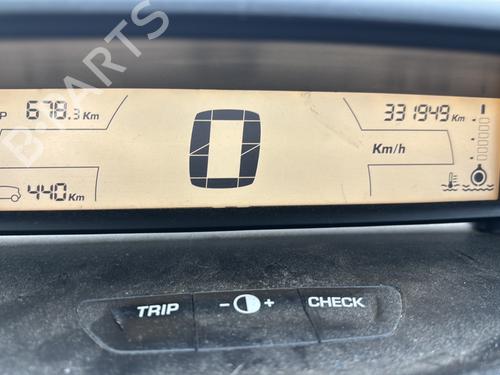 P 678.3 Km
331949 Km
0
Km/h
440 Km
TRIP
- +
CHECK
B-PARTS